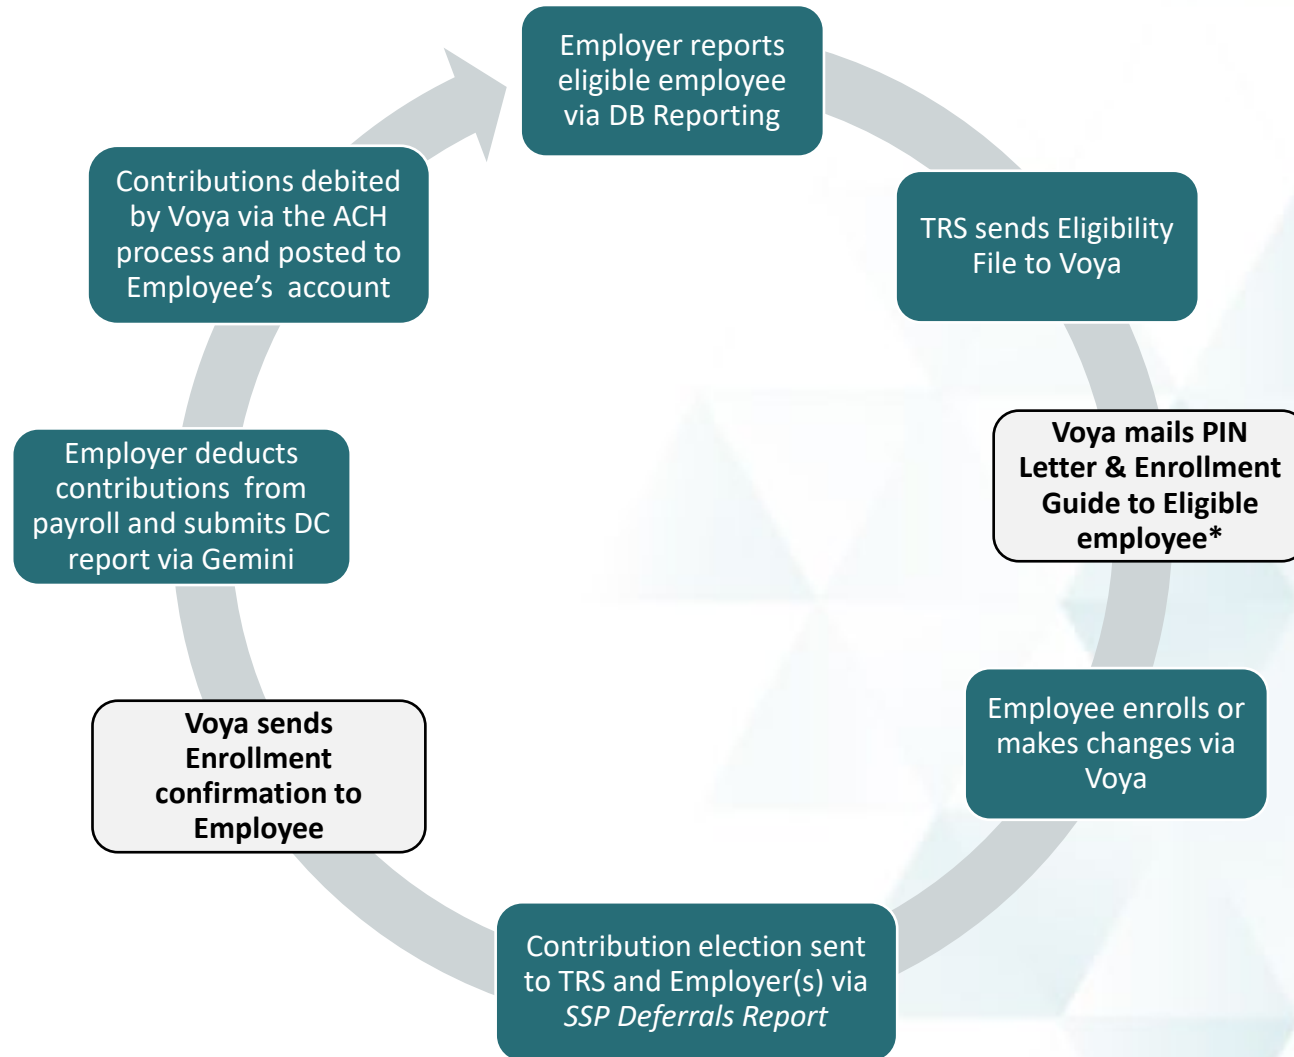 Employer reports
eligible employee
via DB Reporting
TRS sends Eligibility
File to Voya
Voya mails PIN
Letter & Enrollment
Guide to Eligible
employee*
Employee enrolls or
makes changes via
Voya
Contribution election sent
to TRS and Employer(s) via
SSP Deferrals Report
Voya sends
Enrollment
confirmation to
Employee
Employer deducts
contributions from
payroll and submits DC
report via Gemini
Contributions debited
by Voya via the ACH
process and posted to
Employee’s account